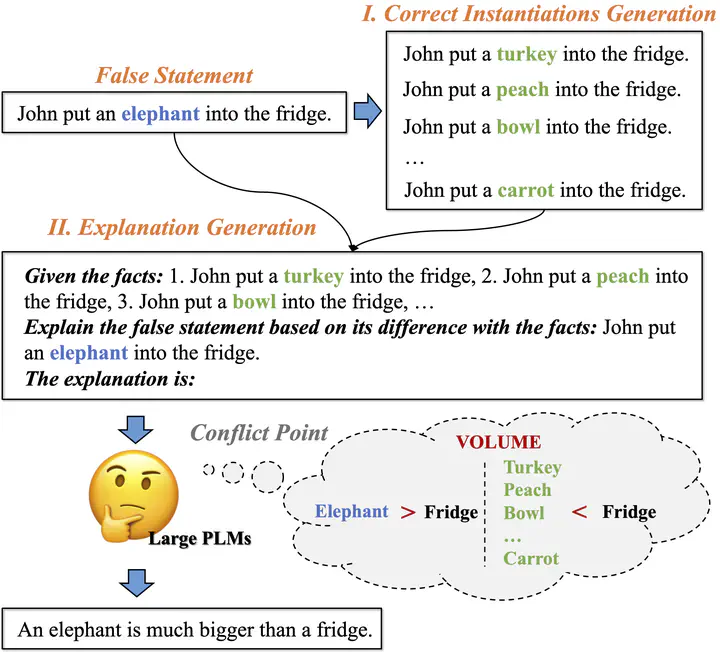 I. Correct Instantiations Generation
False Statement
John put an elephant into the fridge.
John put a turkey into the fridge.
John put a peach into the fridge.
John put a bowl into the fridge.
…
John put a carrot into the fridge.
II. Explanation Generation
Given the facts: 1. John put a turkey into the fridge, 2. John put a peach into
the fridge, 3. John put a bowl into the fridge, …
Explain the false statement based on its difference with the facts: John put
an elephant into the fridge.
The explanation is:
Conflict Point
VOLUME
Elephant > Fridge
Turkey
Peach
Bowl
…
Carrot
< Fridge
Large PLMs
An elephant is much bigger than a fridge.